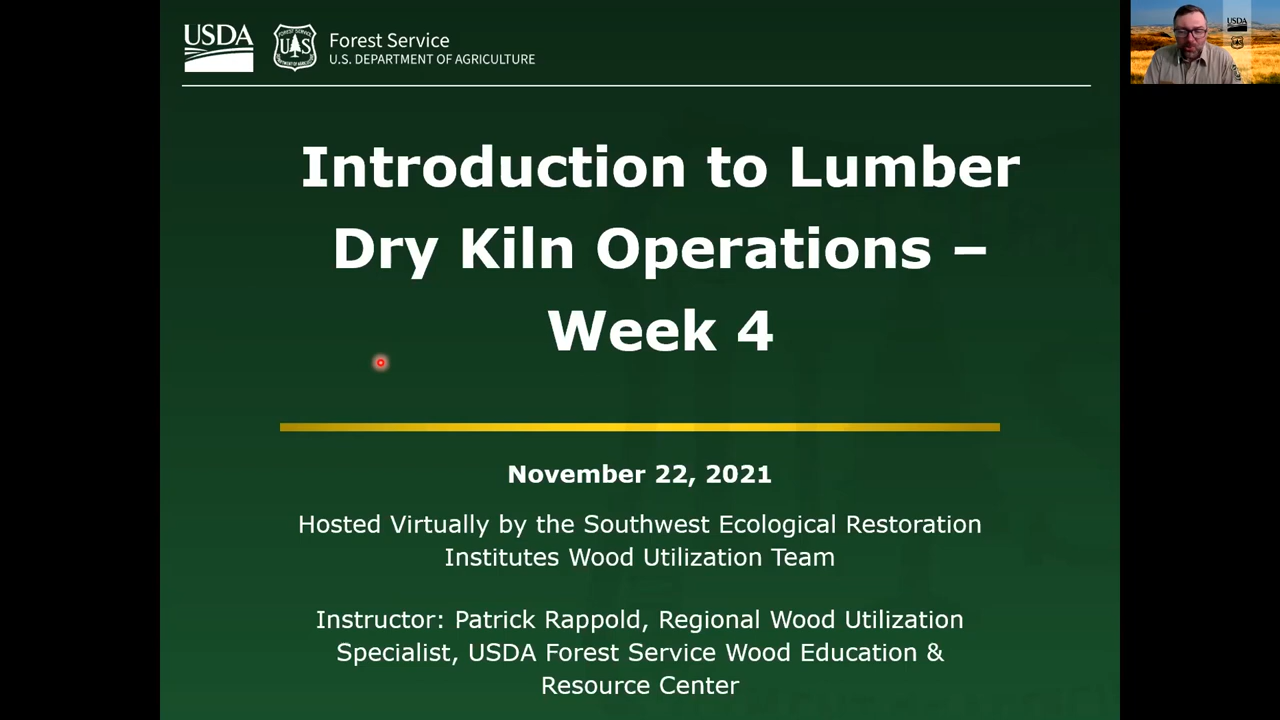 USDA
Forest Service
U.S. DEPARTMENT OF AGRICULTURE
Introduction to Lumber
Dry Kiln Operations –
Week 4
November 22, 2021
Hosted Virtually by the Southwest Ecological Restoration
Institutes Wood Utilization Team
Instructor: Patrick Rappold, Regional Wood Utilization
Specialist, USDA Forest Service Wood Education &
Resource Center
USDA